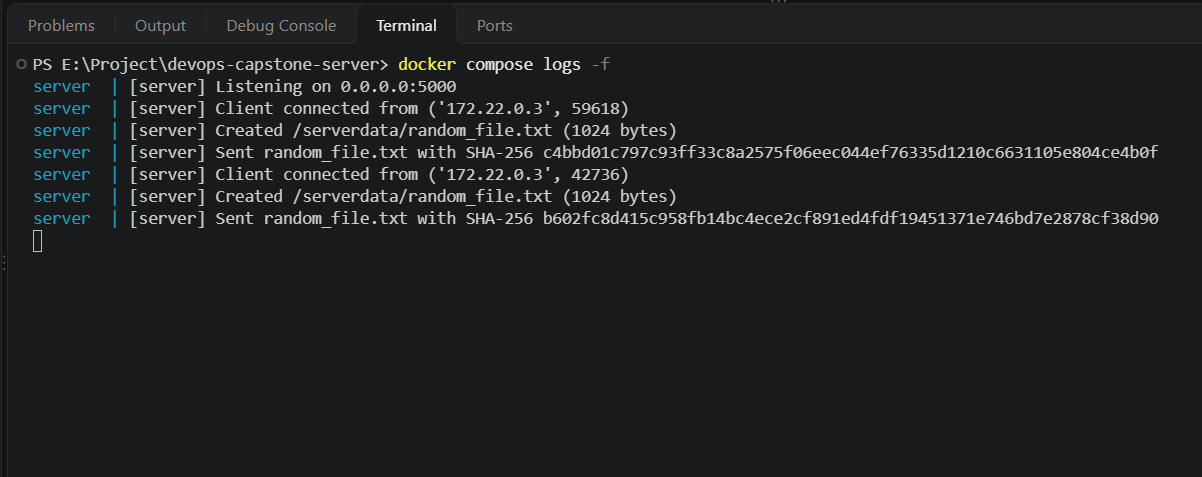 Problems Output Debug Console Terminal Ports
PS E:\Project\devops-capstone-server> docker compose logs -f
server | [server] Listening on 0.0.0.0:5000
server | [server] Client connected from ('172.22.0.3', 59618)
server | [server] Created /serverdata/random_file.txt (1024 bytes)
server | [server] Sent random_file.txt with SHA-256 c4bbd01c797c93ff33c8a2575f06eec044ef76335d1210c6631105e804ce4b0f
server | [server] Client connected from ('172.22.0.3', 42736)
server | [server] Created /serverdata/random_file.txt (1024 bytes)
server | [server] Sent random_file.txt with SHA-256 b602fc8d415c958fb14bc4ece2cf891ed4fdf19451371e746bd7e2878cf38d90